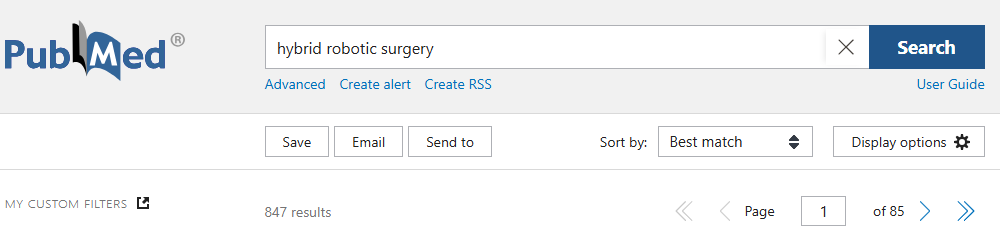 PubMed®
hybrid robotic surgery
Search
Advanced Create alert Create RSS User Guide
Save Email Send to Sort by: Best match Display options
MY CUSTOM FILTERS 847 results Page 1 of 85